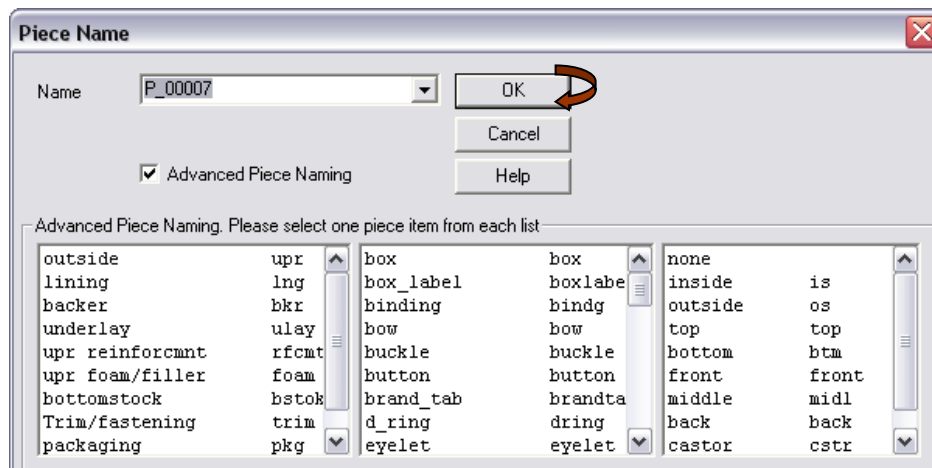 Piece Name
Name P_00007 OK
Cancel
Advanced Piece Naming Help
Advanced Piece Naming. Please select one piece item from each list
outside upr box box none
lining lng box_label boxlabe inside is
backer bkr binding bindg outside os
underlay ulay bow bow top top
upr reinforcmnt rfcmt buckle buckle bottom btm
upr foam/filler foam button button front front
bottomstock bstok brand_tab brandta middle midl
Trim/fastening trim d_ring dring back back
packaging pkg eyelet eyelet castor cstr